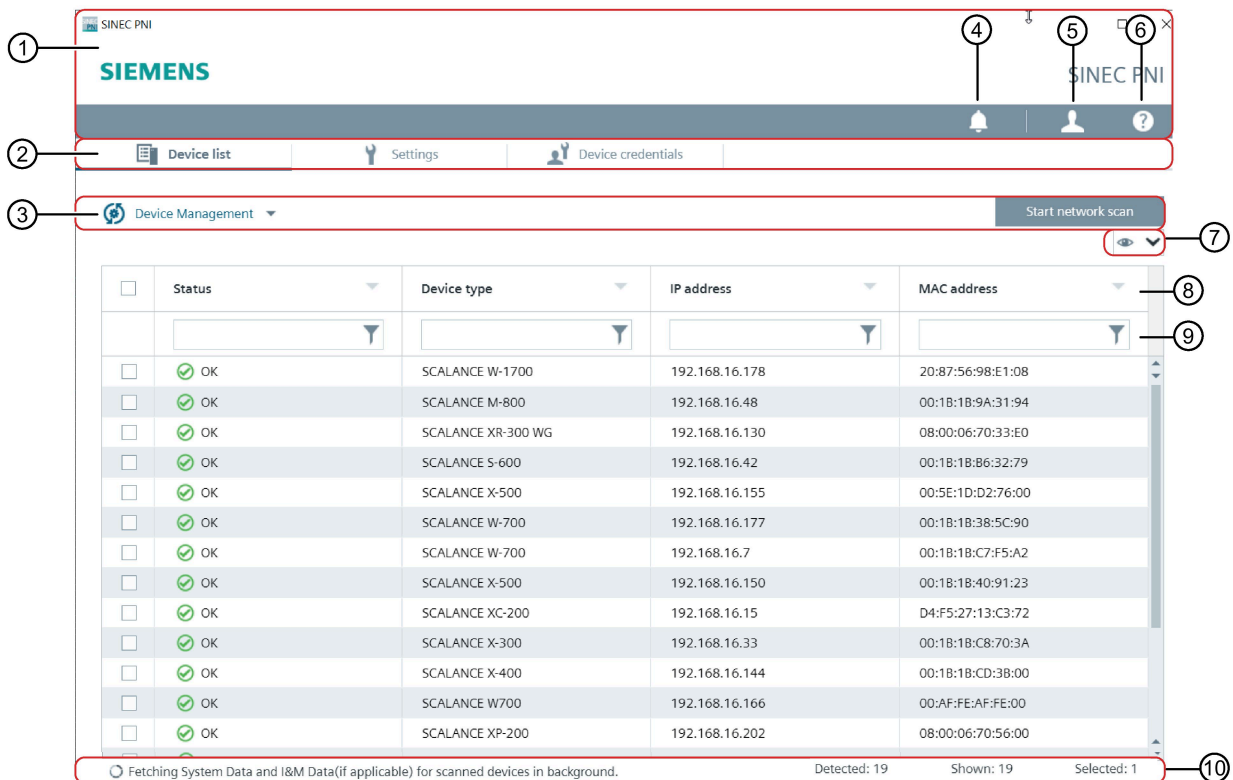 SINEC PNI
4 5 6
1
SIEMENS
SINEC PNI
2 Device list Settings Device credentials
3 Device Management Start network scan
7
Status Device type IP address MAC address 8
9
OK SCALANCE W-1700 192.168.16.178 20:87:56:98:E1:08
OK SCALANCE M-800 192.168.16.48 00:1B:1B:9A:31:94
OK SCALANCE XR-300 WG 192.168.16.130 08:00:06:70:33:E0
OK SCALANCE S-600 192.168.16.42 00:1B:1B:B6:32:79
OK SCALANCE X-500 192.168.16.155 00:5E:1D:D2:76:00
OK SCALANCE W-700 192.168.16.177 00:1B:1B:38:5C:90
OK SCALANCE W-700 192.168.16.7 00:1B:1B:C7:F5:A2
OK SCALANCE X-500 192.168.16.150 00:1B:1B:40:91:23
OK SCALANCE XC-200 192.168.16.15 D4:F5:27:13:C3:72
OK SCALANCE X-300 192.168.16.33 00:1B:1B:C8:70:3A
OK SCALANCE X-400 192.168.16.144 00:1B:1B:CD:3B:00
OK SCALANCE W700 192.168.16.166 00:AF:FE:AF:FE:00
OK SCALANCE XP-200 192.168.16.202 08:00:06:70:56:00
Fetching System Data and I&M Data(if applicable) for scanned devices in background. Detected: 19 Shown: 19 Selected: 1 10